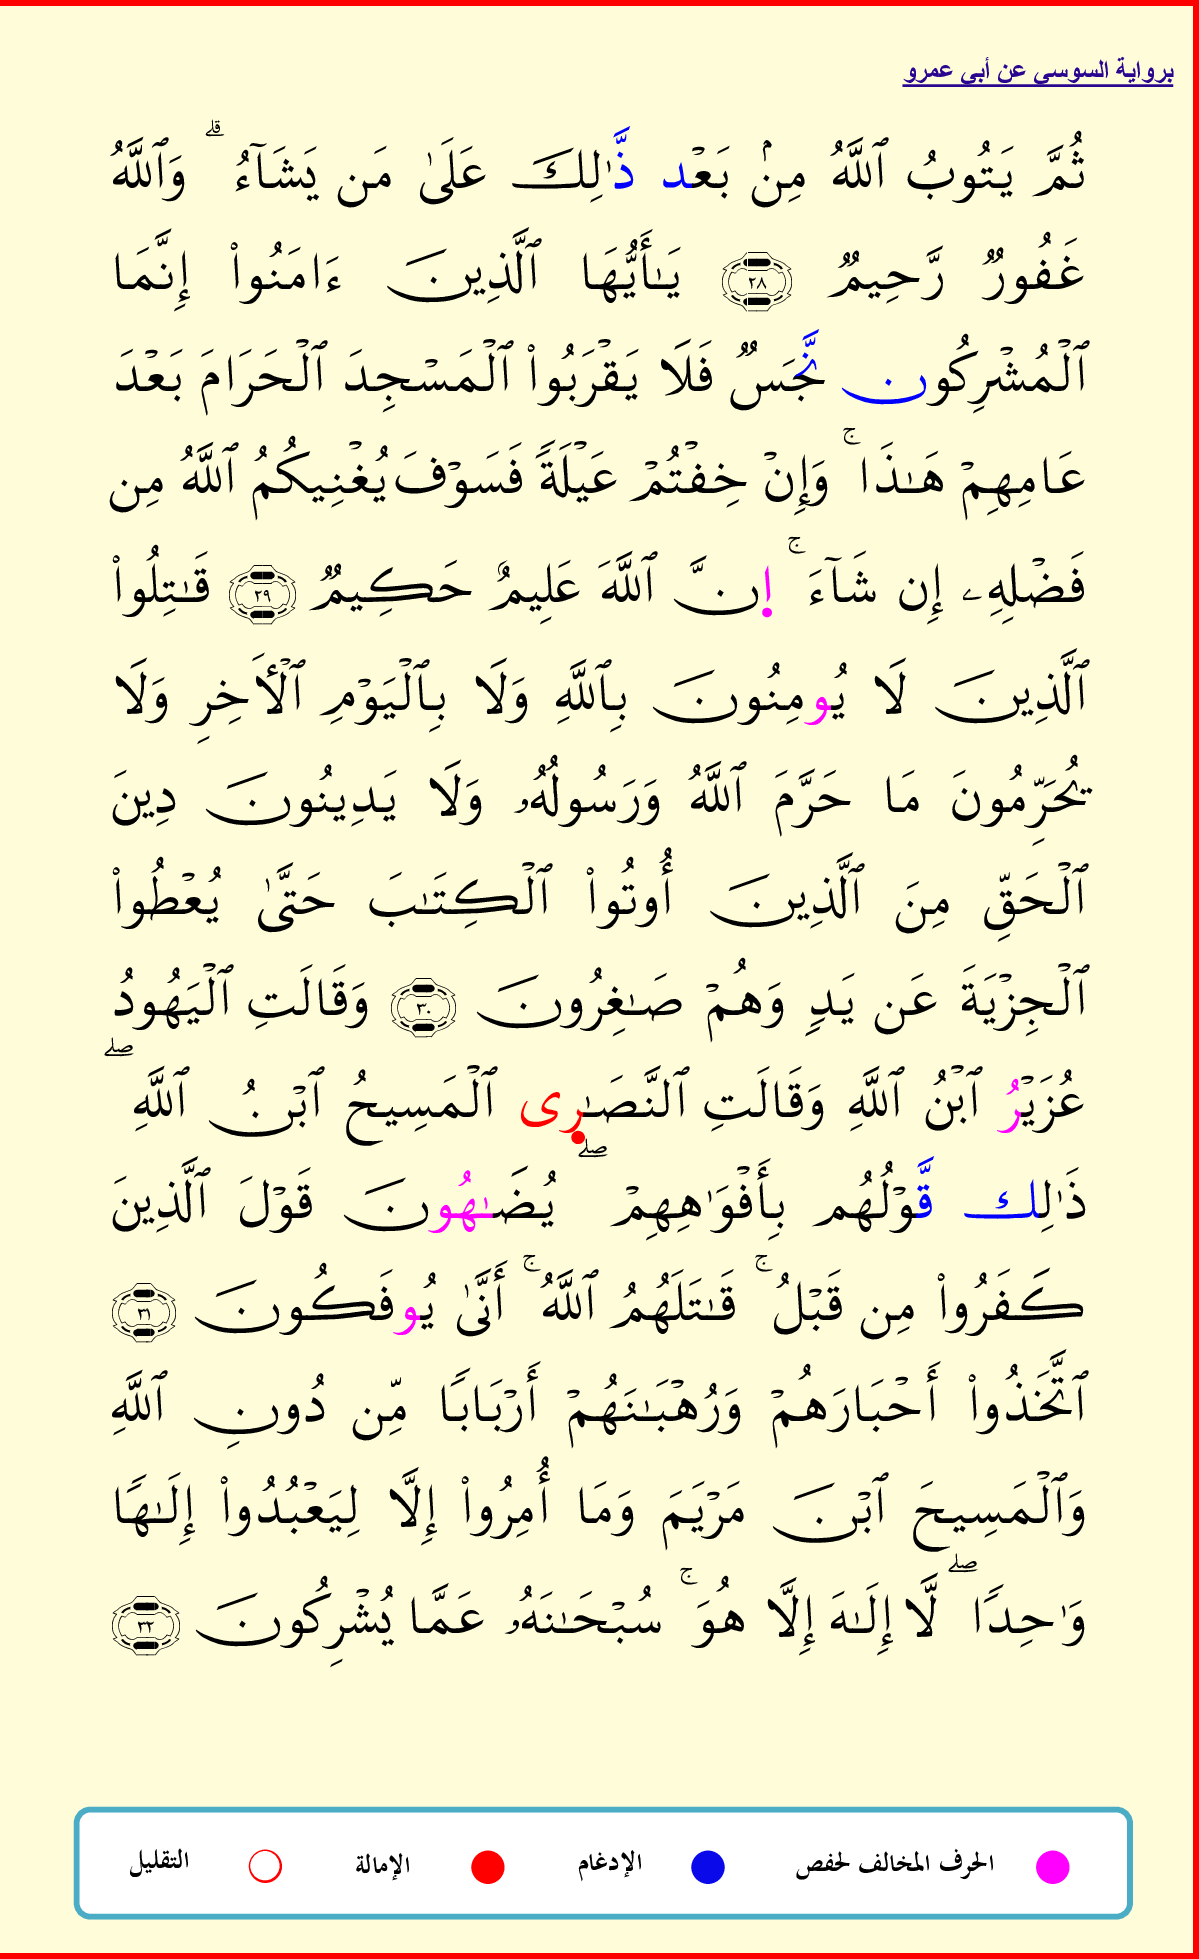 برواية السوسي عن أبي عمرو
ثُمَّ يَتُوبُ ٱللَّهُ مِنۢ بَعْد ذَّٰلِكَ عَلَىٰ مَن يَشَآءُ ۗ وَٱللَّهُ
غَفُورٌ رَّحِيمٌ ٢٨ يَـٰٓأَيُّهَا ٱلَّذِينَ ءَامَنُوا۟ إِنَّمَا
ٱلْمُشْرِكُون نَّجَسٌ فَلَا يَقْرَبُوا۟ ٱلْمَسْجِدَ ٱلْحَرَامَ بَعْدَ
عَامِهِمْ هَـٰذَا ۚ وَإِنْ خِفْتُمْ عَيْلَةً فَسَوْفَ يُغْنِيكُمُ ٱللَّهُ مِن
فَضْلِهِۦ إِن شَآءَ ۚ اِنَّ ٱللَّهَ عَلِيمٌ حَكِيمٌ ٢٩ قَـٰتِلُوا۟
ٱلَّذِينَ لَا يُومِنُونَ بِٱللَّهِ وَلَا بِٱلْيَوْمِ ٱلْأَخِرِ وَلَا
يُحَرِّمُونَ مَا حَرَّمَ ٱللَّهُ وَرَسُولُهُۥ وَلَا يَدِينُونَ دِينَ
ٱلْحَقِّ مِنَ ٱلَّذِينَ أُوتُوا۟ ٱلْكِتَـٰبَ حَتَّىٰ يُعْطُوا۟
ٱلْجِزْيَةَ عَن يَدٍ وَهُمْ صَـٰغِرُونَ ٣٠ وَقَالَتِ ٱلْيَهُودُ
عُزَيْرُ ٱبْنُ ٱللَّهِ وَقَالَتِ ٱلنَّصَـٰرِى ٱلْمَسِيحُ ٱبْنُ ٱللَّهِ ۖ
ذَٰلِك قَّوْلُهُم بِأَفْوَٰهِهِمْ ۖ يُضَـٰهُونَ قَوْلَ ٱلَّذِينَ
كَفَرُوا۟ مِن قَبْلُ ۚ قَـٰتَلَهُمُ ٱللَّهُ ۚ أَنَّىٰ يُوفَكُونَ ٣١
ٱتَّخَذُوا۟ أَحْبَارَهُمْ وَرُهْبَـٰنَهُمْ أَرْبَابًا مِّن دُونِ ٱللَّهِ
وَٱلْمَسِيحَ ٱبْنَ مَرْيَمَ وَمَا أُمِرُوا۟ إِلَّا لِيَعْبُدُوا۟ إِلَـٰهًا
وَٰحِدًا ۖ لَّا إِلَـٰهَ إِلَّا هُوَ ۚ سُبْحَـٰنَهُۥ عَمَّا يُشْرِكُونَ ٣٢
الحرف المخالف لحفص الإدغام الإمالة التقليل